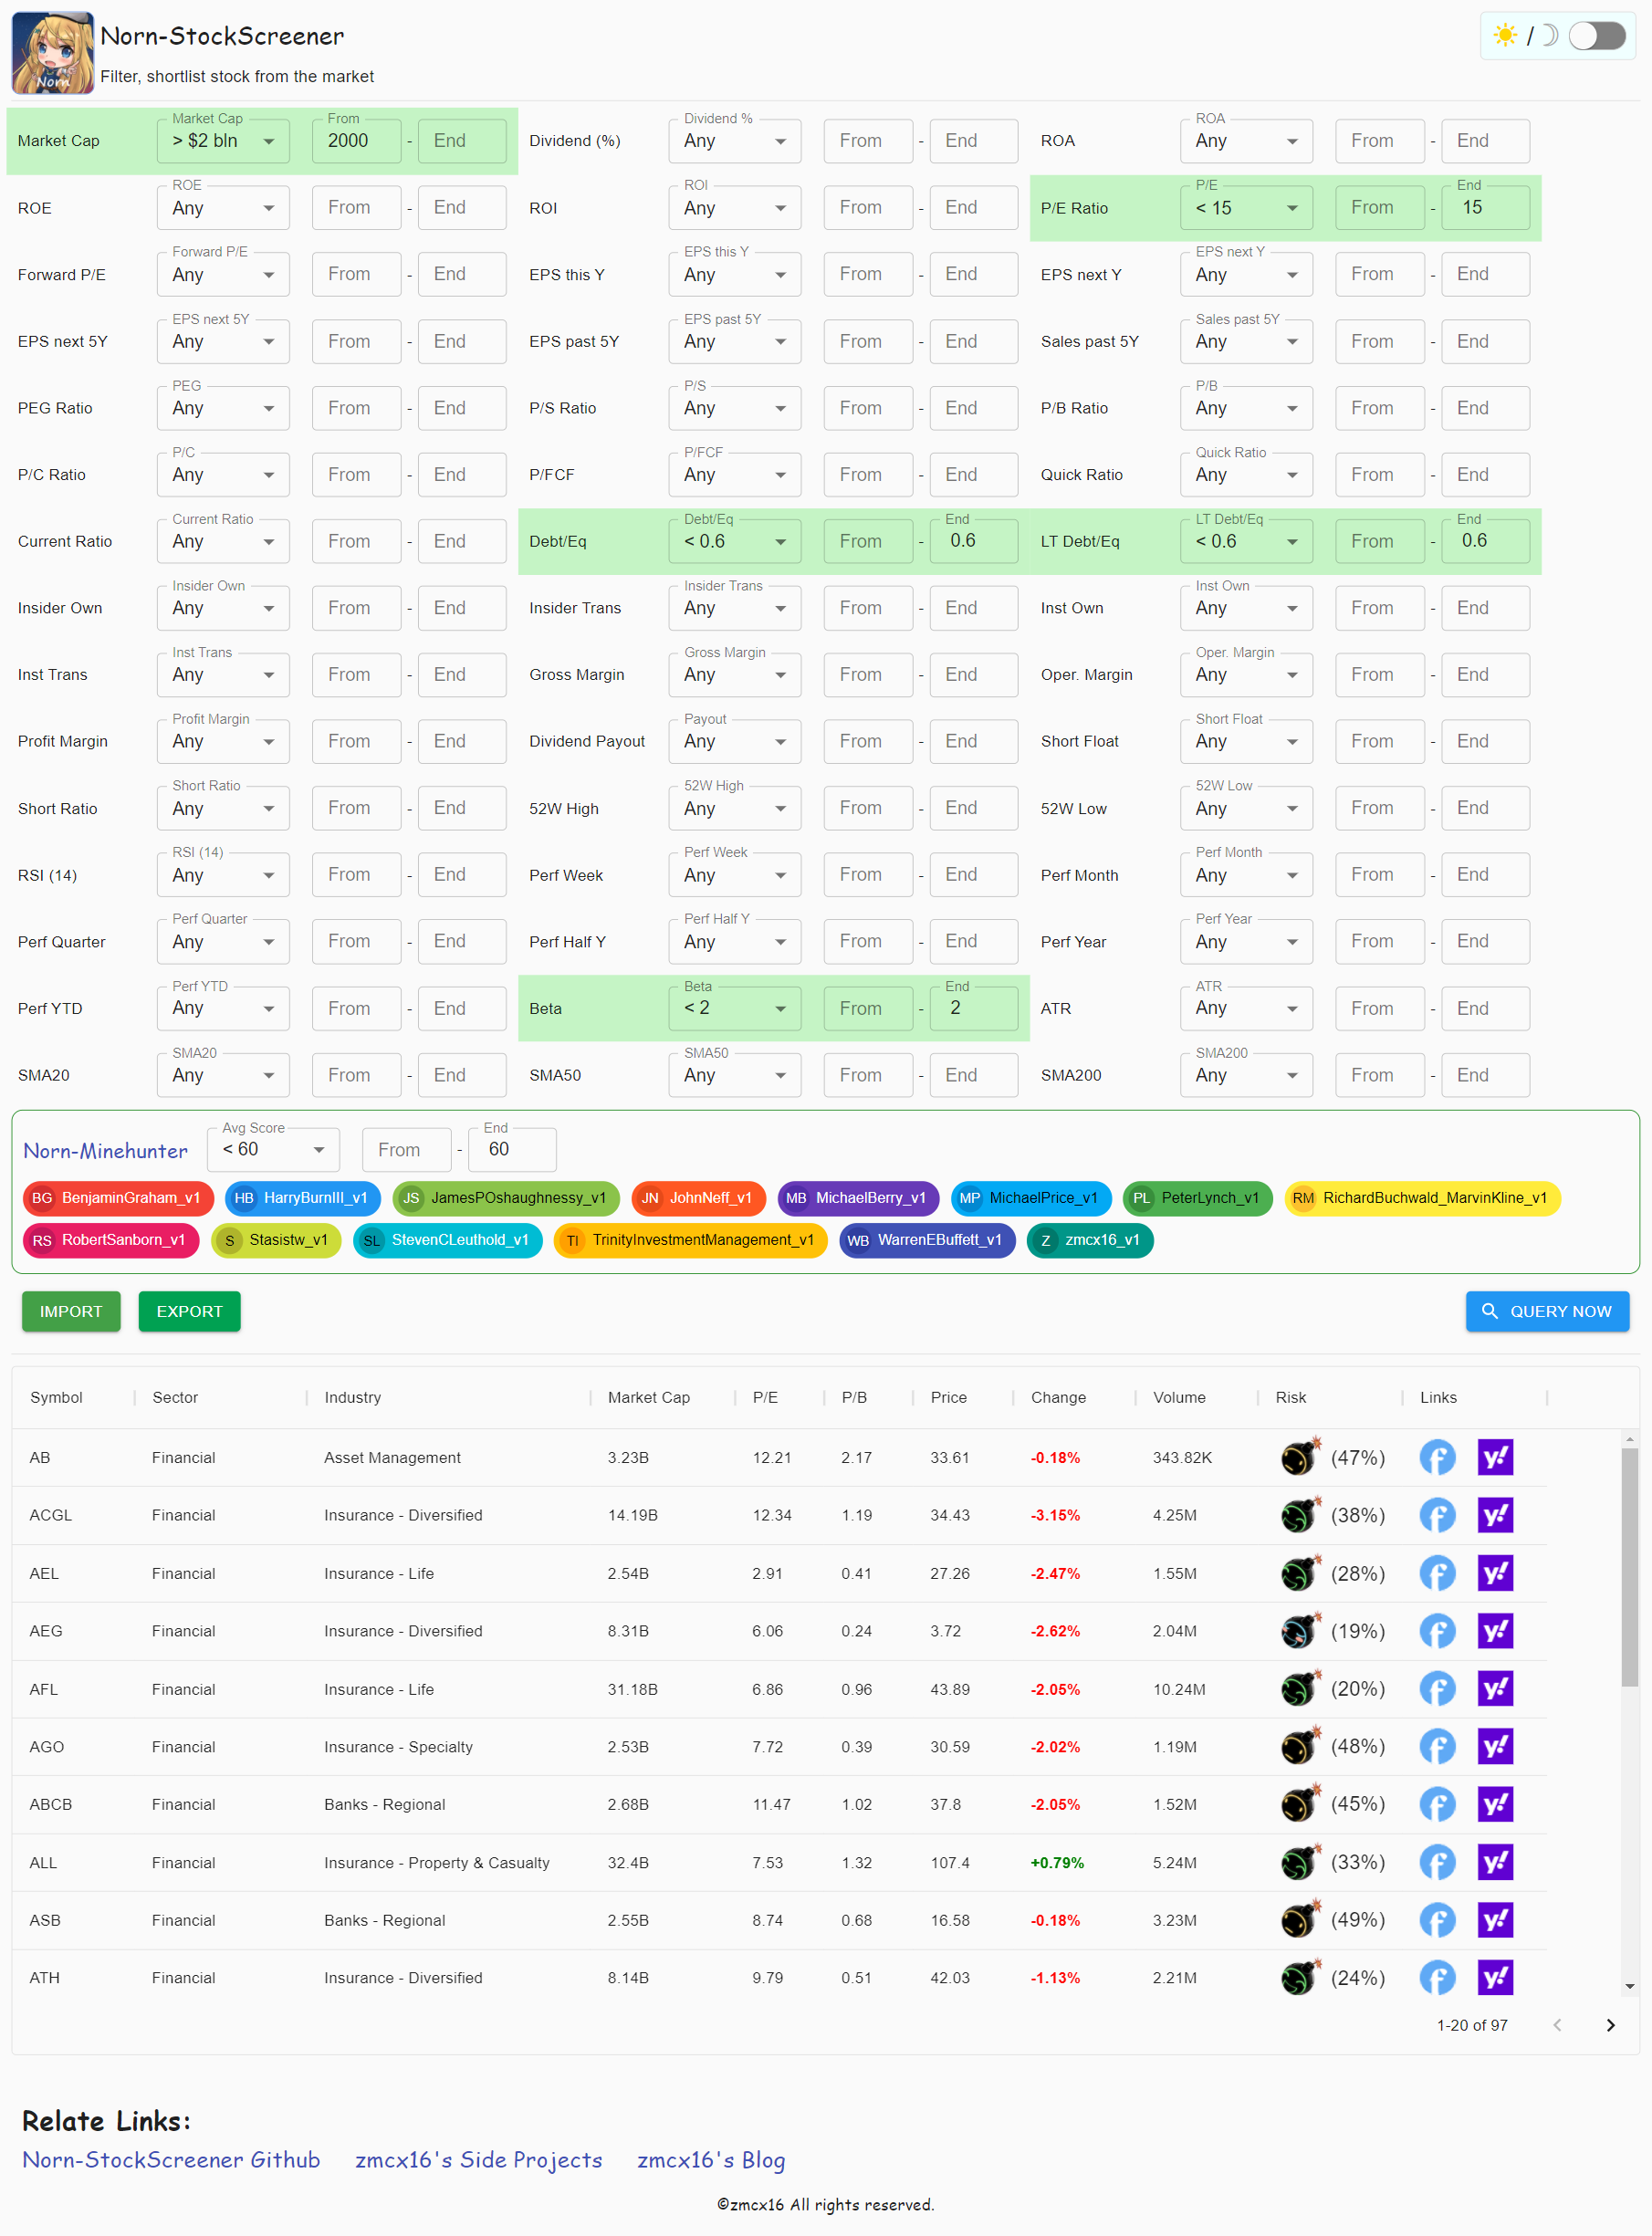 Norn-StockScreener
Filter, shortlist stock from the market
Norn
/
Market Cap Market Cap > $2 bln From 2000 - End Dividend (%) Dividend % Any From - End ROA ROA Any From - End
ROE ROE Any From - End ROI ROI Any From - End P/E Ratio P/E < 15 From - End 15
Forward P/E Forward P/E Any From - End EPS this Y EPS this Y Any From - End EPS next Y EPS next Y Any From - End
EPS next 5Y EPS next 5Y Any From - End EPS past 5Y EPS past 5Y Any From - End Sales past 5Y Sales past 5Y Any From - End
PEG Ratio PEG Any From - End P/S Ratio P/S Any From - End P/B Ratio P/B Any From - End
P/C Ratio P/C Any From - End P/FCF P/FCF Any From - End Quick Ratio Quick Ratio Any From - End
Current Ratio Current Ratio Any From - End Debt/Eq Debt/Eq < 0.6 From - End 0.6 LT Debt/Eq LT Debt/Eq < 0.6 From - End 0.6
Insider Own Insider Own Any From - End Insider Trans Insider Trans Any From - End Inst Own Inst Own Any From - End
Inst Trans Inst Trans Any From - End Gross Margin Gross Margin Any From - End Oper. Margin Oper. Margin Any From - End
Profit Margin Profit Margin Any From - End Dividend Payout Payout Any From - End Short Float Short Float Any From - End
Short Ratio Short Ratio Any From - End 52W High 52W High Any From - End 52W Low 52W Low Any From - End
RSI (14) RSI (14) Any From - End Perf Week Perf Week Any From - End Perf Month Perf Month Any From - End
Perf Quarter Perf Quarter Any From - End Perf Half Y Perf Half Y Any From - End Perf Year Perf Year Any From - End
Perf YTD Perf YTD Any From - End Beta Beta < 2 From - End 2 ATR ATR Any From - End
SMA20 SMA20 Any From - End SMA50 SMA50 Any From - End SMA200 SMA200 Any From - End
Norn-Minehunter Avg Score < 60 From - End 60
BG BenjaminGraham_v1 HB HarryBurnIII_v1 JS JamesPOshaughnessy_v1 JN JohnNeff_v1 MB MichaelBerry_v1 MP MichaelPrice_v1 PL PeterLynch_v1 RM RichardBuchwald_MarvinKline_v1
RS RobertSanborn_v1 S Stasistw_v1 SL StevenCLeuthold_v1 TI TrinityInvestmentManagement_v1 WB WarrenEBuffett_v1 Z zmcx16_v1
IMPORT EXPORT QUERY NOW
Symbol Sector Industry Market Cap P/E P/B Price Change Volume Risk Links
AB Financial Asset Management 3.23B 12.21 2.17 33.61 -0.18% 343.82K (47%) f y!
ACGL Financial Insurance - Diversified 14.19B 12.34 1.19 34.43 -3.15% 4.25M (38%) f y!
AEL Financial Insurance - Life 2.54B 2.91 0.41 27.26 -2.47% 1.55M (28%) f y!
AEG Financial Insurance - Diversified 8.31B 6.06 0.24 3.72 -2.62% 2.04M (19%) f y!
AFL Financial Insurance - Life 31.18B 6.86 0.96 43.89 -2.05% 10.24M (20%) f y!
AGO Financial Insurance - Specialty 2.53B 7.72 0.39 30.59 -2.02% 1.19M (48%) f y!
ABCB Financial Banks - Regional 2.68B 11.47 1.02 37.8 -2.05% 1.52M (45%) f y!
ALL Financial Insurance - Property & Casualty 32.4B 7.53 1.32 107.4 +0.79% 5.24M (33%) f y!
ASB Financial Banks - Regional 2.55B 8.74 0.68 16.58 -0.18% 3.23M (49%) f y!
ATH Financial Insurance - Diversified 8.14B 9.79 0.51 42.03 -1.13% 2.21M (24%) f y!
1-20 of 97
Relate Links:
Norn-StockScreener Github zmcx16's Side Projects zmcx16's Blog
©zmcx16 All rights reserved.